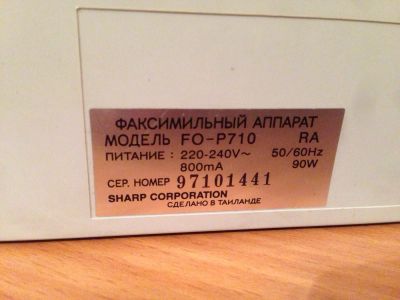 ФАКСИМИЛЬНЫЙ АППАРАТ
МОДЕЛЬ FO-P710 RA
ПИТАНИЕ : 220-240V~ 50/60Hz
800mA 90W
СЕР. НОМЕР 97101441
SHARP CORPORATION
СДЕЛАНО В ТАИЛАНДЕ